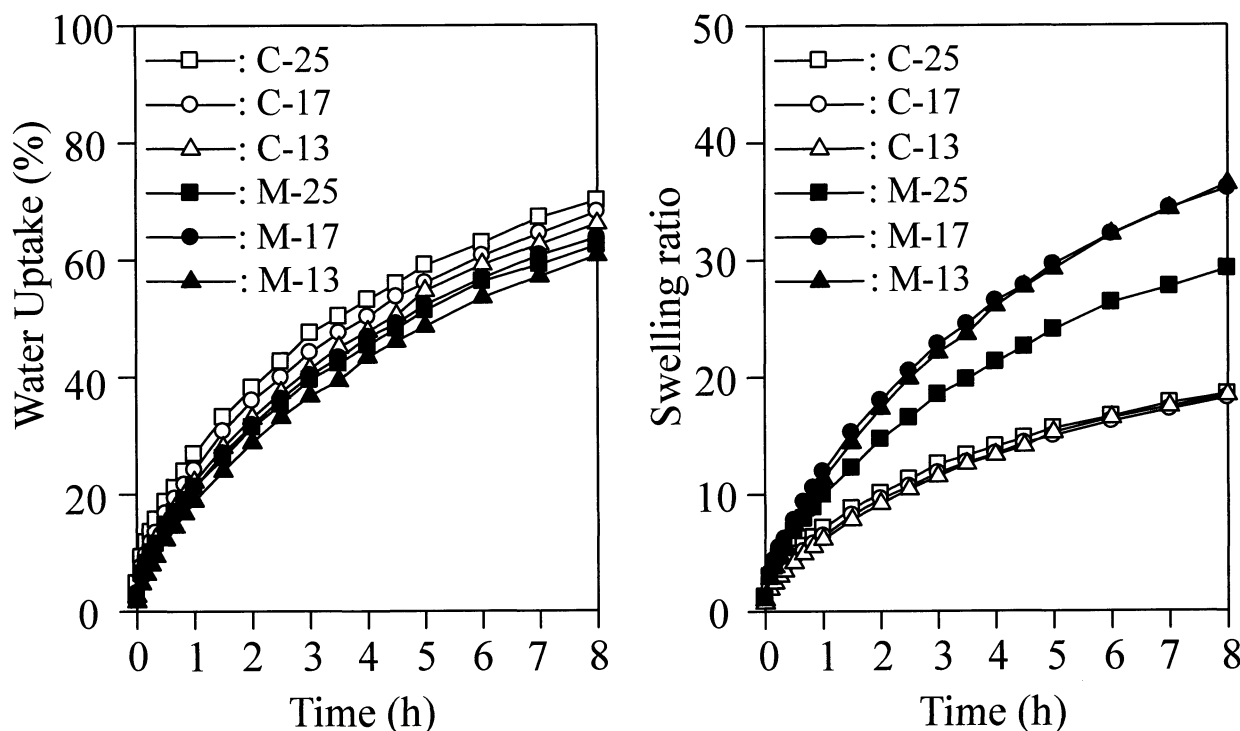 Water Uptake (%)
100
80
60
40
20
0
: C-25
: C-17
: C-13
: M-25
: M-17
: M-13
0 1 2 3 4 5 6 7 8
Time (h)
Swelling ratio
50
40
30
20
10
0
: C-25
: C-17
: C-13
: M-25
: M-17
: M-13
0 1 2 3 4 5 6 7 8
Time (h)